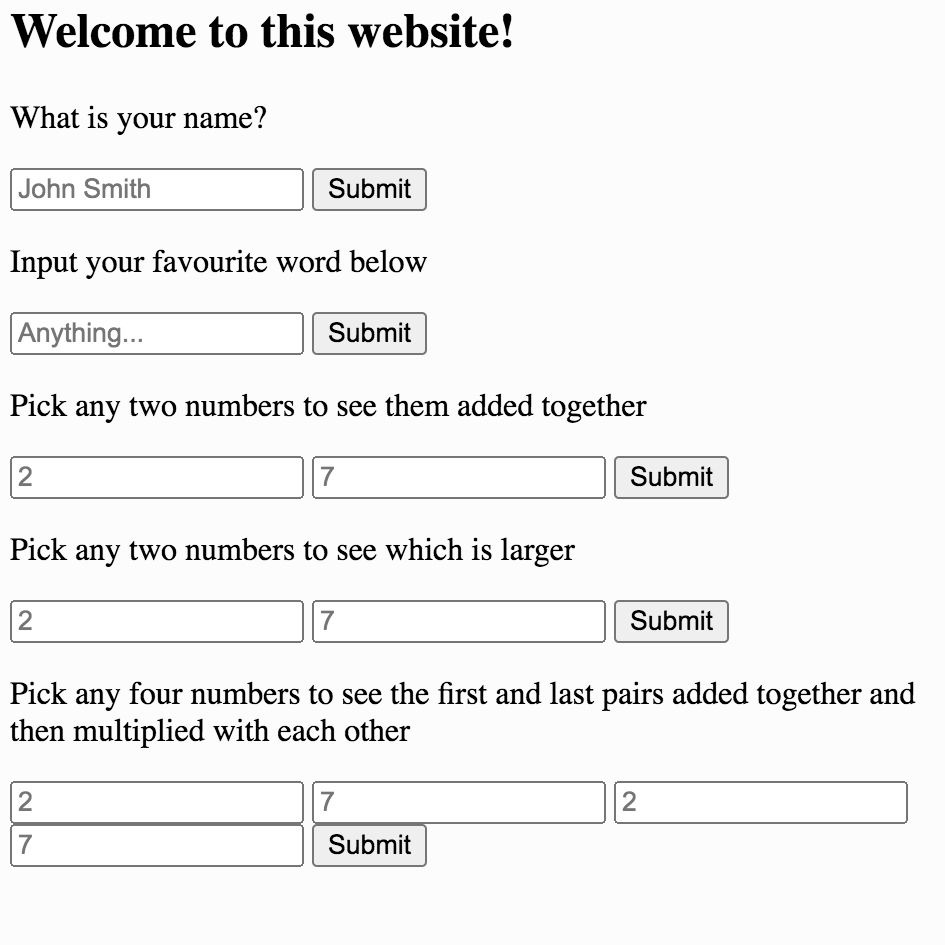 Welcome to this website!
What is your name?
John Smith Submit
Input your favourite word below
Anything... Submit
Pick any two numbers to see them added together
2 7 Submit
Pick any two numbers to see which is larger
2 7 Submit
Pick any four numbers to see the first and last pairs added together and
then multiplied with each other
2 7 2
7 Submit